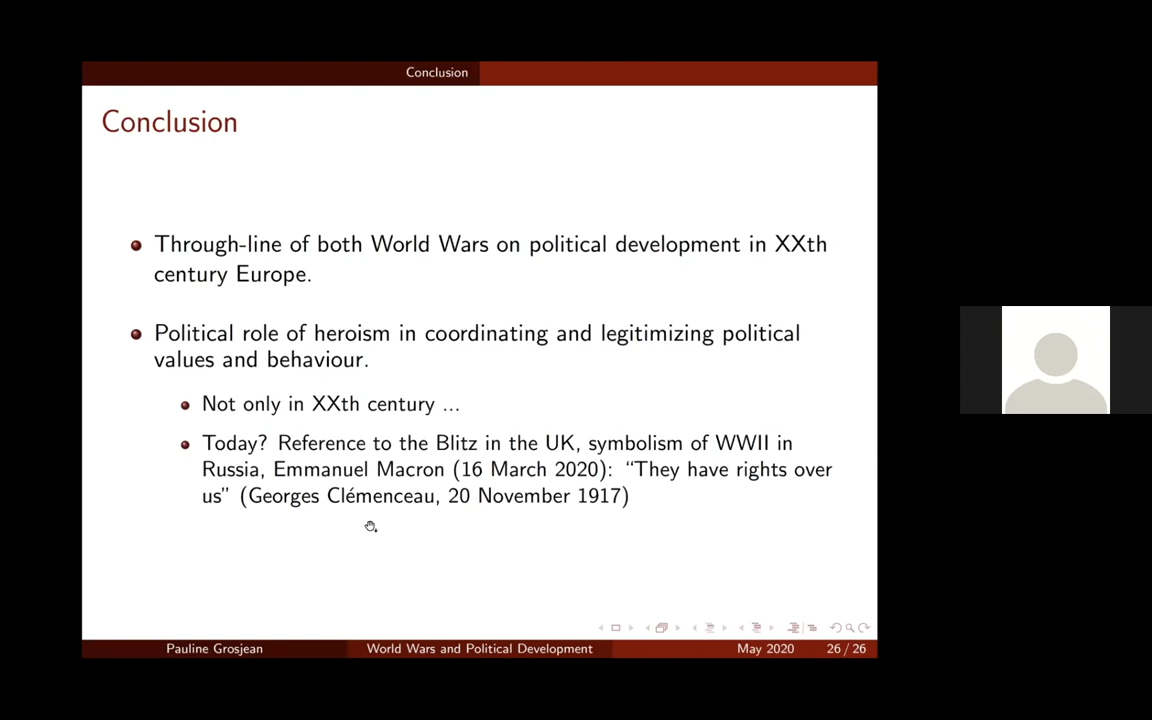 Conclusion
Conclusion
Through-line of both World Wars on political development in XXth
century Europe.
Political role of heroism in coordinating and legitimizing political
values and behaviour.
Not only in XXth century ...
Today? Reference to the Blitz in the UK, symbolism of WWII in
Russia, Emmanuel Macron (16 March 2020): “They have rights over
us” (Georges Clémenceau, 20 November 1917)
Pauline Grosjean World Wars and Political Development May 2020 26 / 26